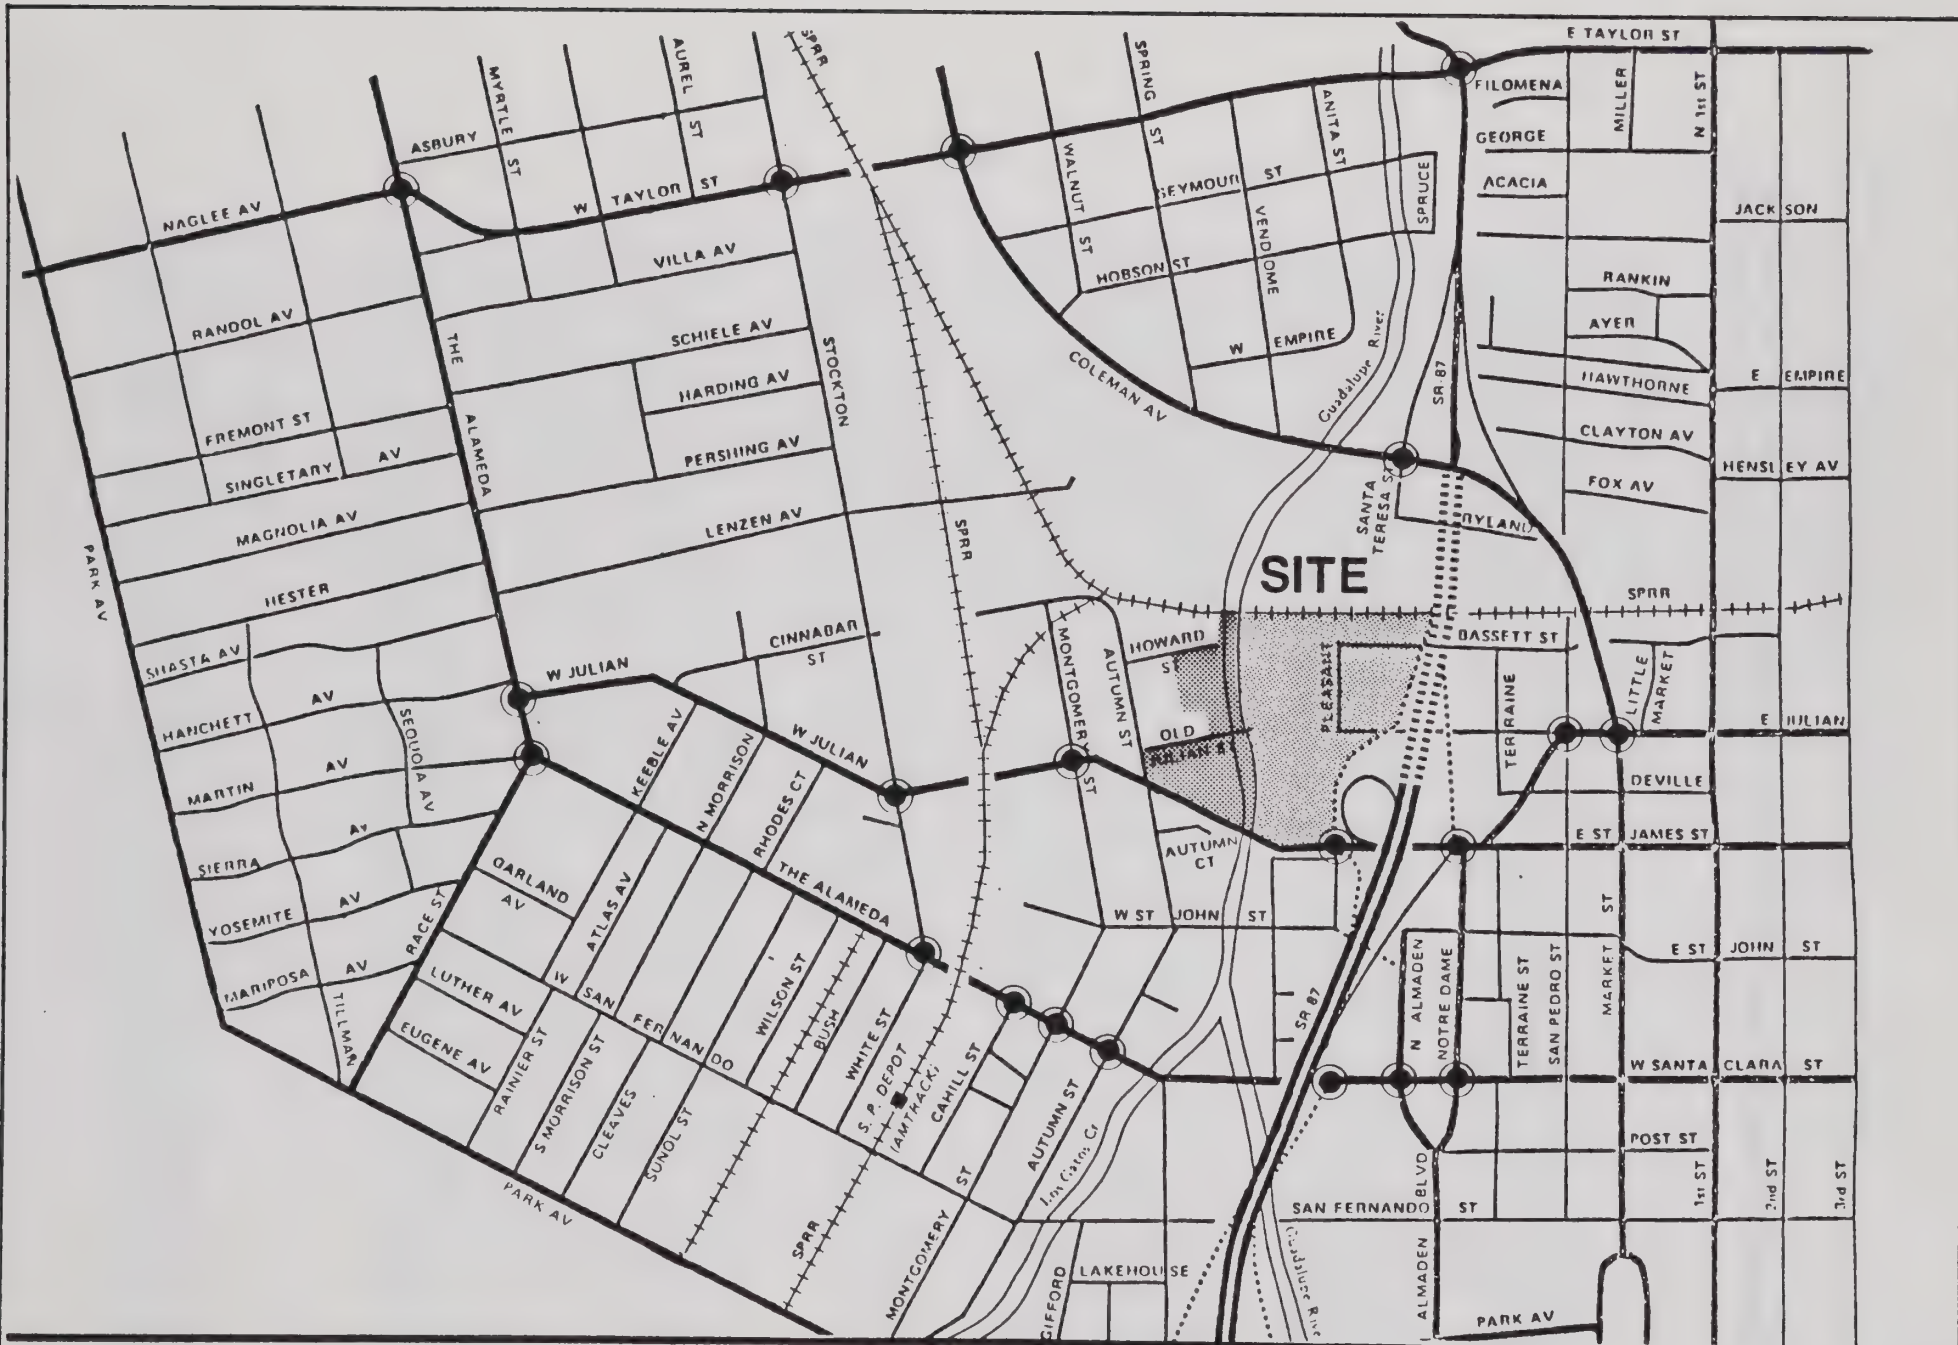 E TAYLOR ST
SPRR
AUREL ST
MYRTLE ST
SPRING ST
FILOMENA
MILLER
N 1st ST
ASBURY
ANITA ST
GEORGE
WALNUT ST
SEYMOUR ST
SPRUCE
ACACIA
W TAYLOR ST
NAGLEE AV
JACKSON
VILLA AV
VENDOME
HOBSON ST
RANKIN
RANDOL AV
SCHIELE AV
THE ALAMEDA
STOCKTON
AYER
W EMPIRE
Guadalupe River
COLEMAN AV
SR-87
HARDING AV
HAWTHORNE
E EMPIRE
FREMONT ST
PERSHING AV
CLAYTON AV
SINGLETARY AV
HENSLEY AV
FOX AV
SANTA TERESA ST
MAGNOLIA AV
LENZEN AV
SPRR
RYLAND
PARK AV
SITE
HESTER
SPRR
CINNABAR ST
MONTGOMERY ST
HOWARD ST
BASSETT ST
SHASTA AV
W JULIAN
AUTUMN ST
PLEASANT
TERRAINE
LITTLE MARKET
HANCHETT AV
SEQUOIA AV
KEEBLE AV
N MORRISON
W JULIAN
OLD
JULIAN ST
E JULIAN
MARTIN AV
RHODES CT
DEVILLE
SIERRA AV
AUTUMN CT
E ST JAMES ST
GARLAND AV
ATLAS AV
THE ALAMEDA
YOSEMITE AV
RACE ST
W ST JOHN ST
MARKET ST
E ST JOHN ST
MARIPOSA AV
TILLMAN
LUTHER AV
W SAN FERNANDO
WILSON ST
BUSH
WHITE ST
SR 87
N ALMADEN
NOTRE DAME
TERRAINE ST
SAN PEDRO ST
EUGENE AV
RAINIER ST
S MORRISON ST
CLEAVES
SUNOL ST
S. P. DEPOT
(AMTRACK)
CAHILL ST
W SANTA CLARA ST
AUTUMN ST
Los Gatos Cr
POST ST
PARK AV
SPRR
MONTGOMERY ST
SAN FERNANDO ST
ALMADEN BLVD
1st ST
2nd ST
3rd ST
GIFFORD
LAKEHOUSE
Guadalupe River
ALMADEN
PARK AV